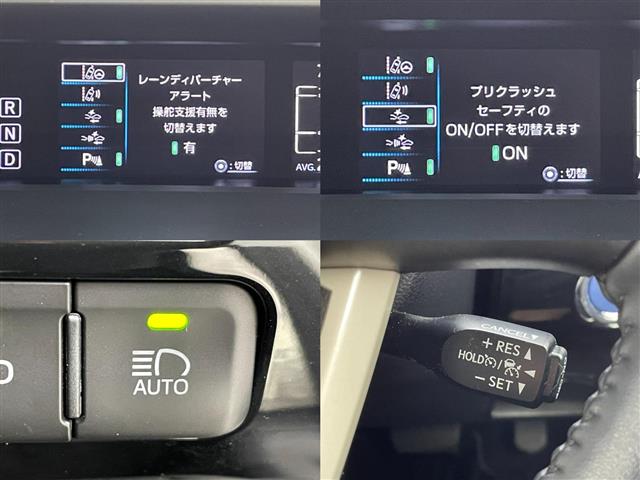 R
N
D
レーンディパーチャー
アラート
操舵支援有無を
切替えます
有
:切替
AVG.
P
プリクラッシュ
セーフティの
ON/OFFを切替えます
ON
:切替
AVG
P
AUTO
CANCEL
+RES
HOLD /
−SET